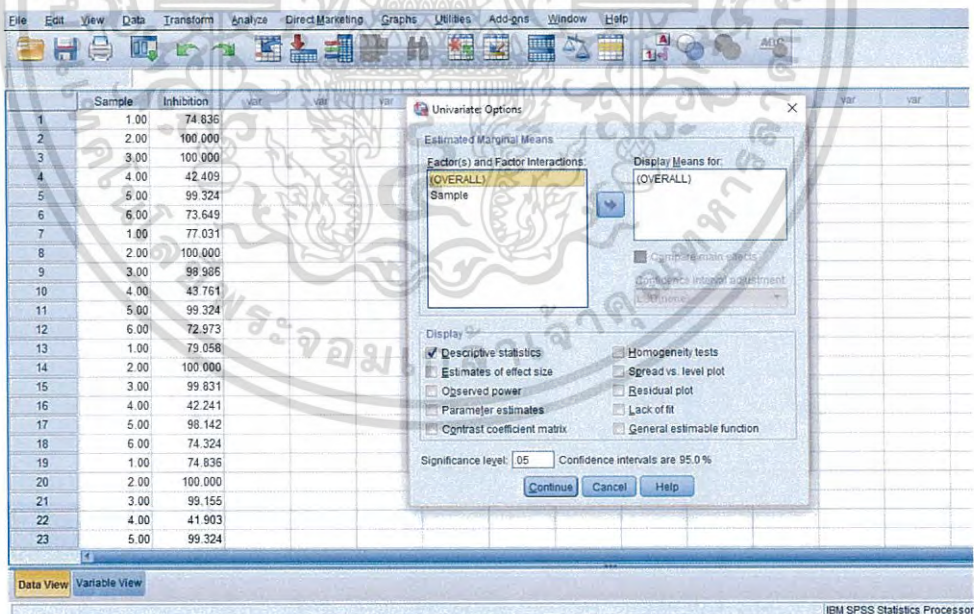 File Edit View Data Transform Analyze Direct Marketing Graphs Utilities Add-ons Window Help
Sample Inhibition var var var var var
1 1.00 74.836
2 2.00 100.000
3 3.00 100.000
4 4.00 42.409
5 5.00 99.324
6 6.00 73.649
7 1.00 77.031
8 2.00 100.000
9 3.00 98.986
10 4.00 43.761
11 5.00 99.324
12 6.00 72.973
13 1.00 79.058
14 2.00 100.000
15 3.00 99.831
16 4.00 42.241
17 5.00 98.142
18 6.00 74.324
19 1.00 74.836
20 2.00 100.000
21 3.00 99.155
22 4.00 41.903
23 5.00 99.324
Univariate: Options
Estimated Marginal Means
Factor(s) and Factor Interactions:
(OVERALL)
Sample
Display Means for:
(OVERALL)
Compare main effects
Confidence interval adjustment
LSD(none)
Display
Descriptive statistics
Estimates of effect size
Observed power
Parameter estimates
Contrast coefficient matrix
Homogeneity tests
Spread vs. level plot
Residual plot
Lack of fit
General estimable function
Significance level: .05 Confidence intervals are 95.0 %
Continue Cancel Help
Data View Variable View
IBM SPSS Statistics Processor